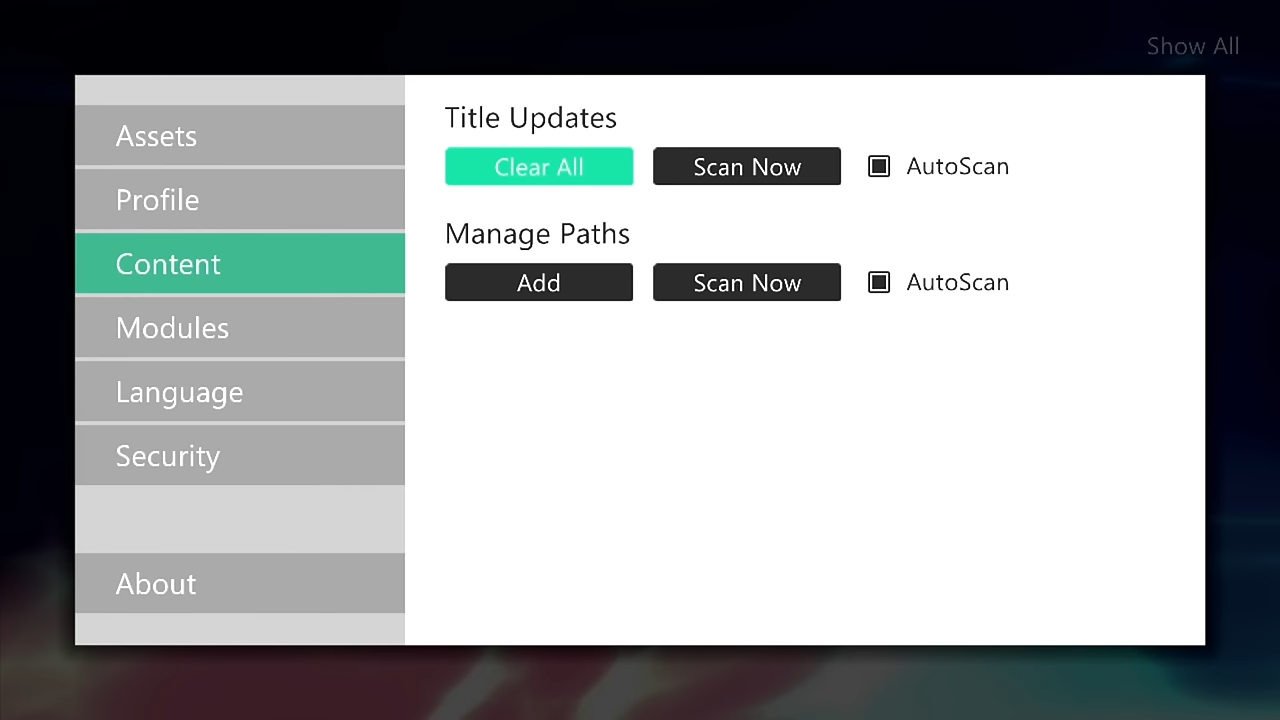 Show All
Assets
Profile
Content
Modules
Language
Security
About
Title Updates
Clear All Scan Now AutoScan
Manage Paths
Add Scan Now AutoScan